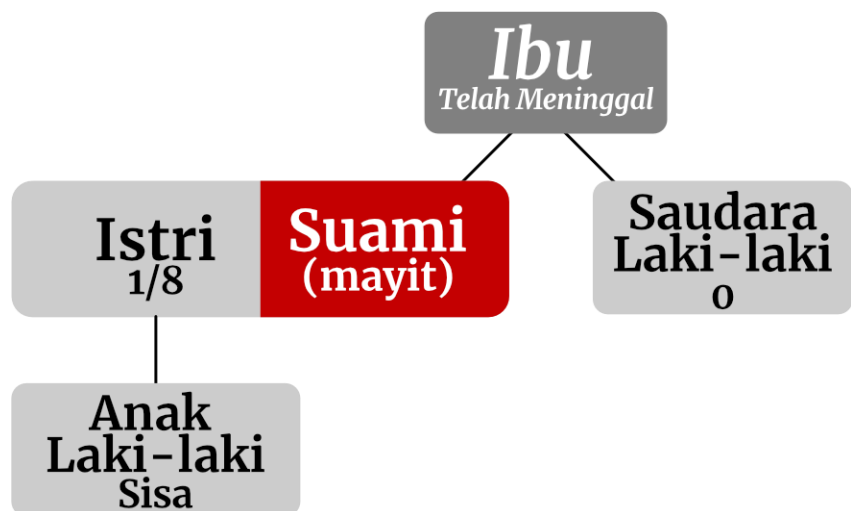 Ibu
Telah Meninggal
Istri
1/8
Suami
(mayit)
Saudara
Laki-laki
0
Anak
Laki-laki
Sisa